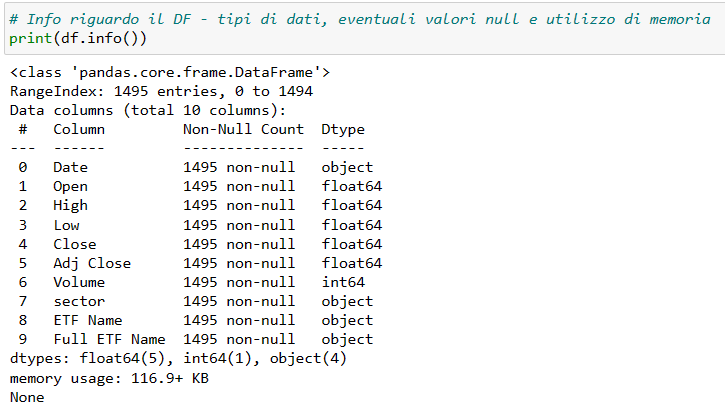 # Info riguardo il DF - tipi di dati, eventuali valori null e utilizzo di memoria
print(df.info())
<class 'pandas.core.frame.DataFrame'>
RangeIndex: 1495 entries, 0 to 1494
Data columns (total 10 columns):
 #   Column         Non-Null Count  Dtype
---  ------         --------------  -----
 0   Date           1495 non-null   object
 1   Open           1495 non-null   float64
 2   High           1495 non-null   float64
 3   Low            1495 non-null   float64
 4   Close          1495 non-null   float64
 5   Adj Close      1495 non-null   float64
 6   Volume         1495 non-null   int64
 7   sector         1495 non-null   object
 8   ETF Name       1495 non-null   object
 9   Full ETF Name  1495 non-null   object
dtypes: float64(5), int64(1), object(4)
memory usage: 116.9+ KB
None